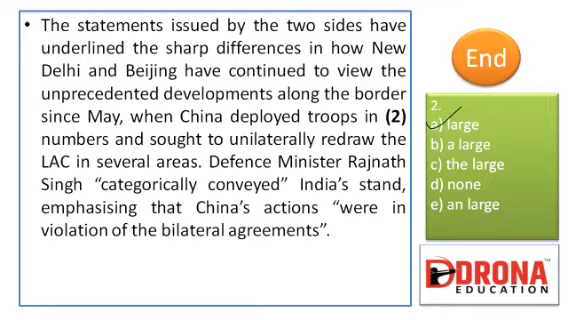 • The statements issued by the two sides have
underlined the sharp differences in how New
Delhi and Beijing have continued to view the
unprecedented developments along the border
since May, when China deployed troops in (2)
numbers and sought to unilaterally redraw the
LAC in several areas. Defence Minister Rajnath
Singh “categorically conveyed” India’s stand,
emphasising that China’s actions “were in
violation of the bilateral agreements”.
End
2.
a) large
b) a large
c) the large
d) none
e) an large
DRONA
EDUCATION
TM